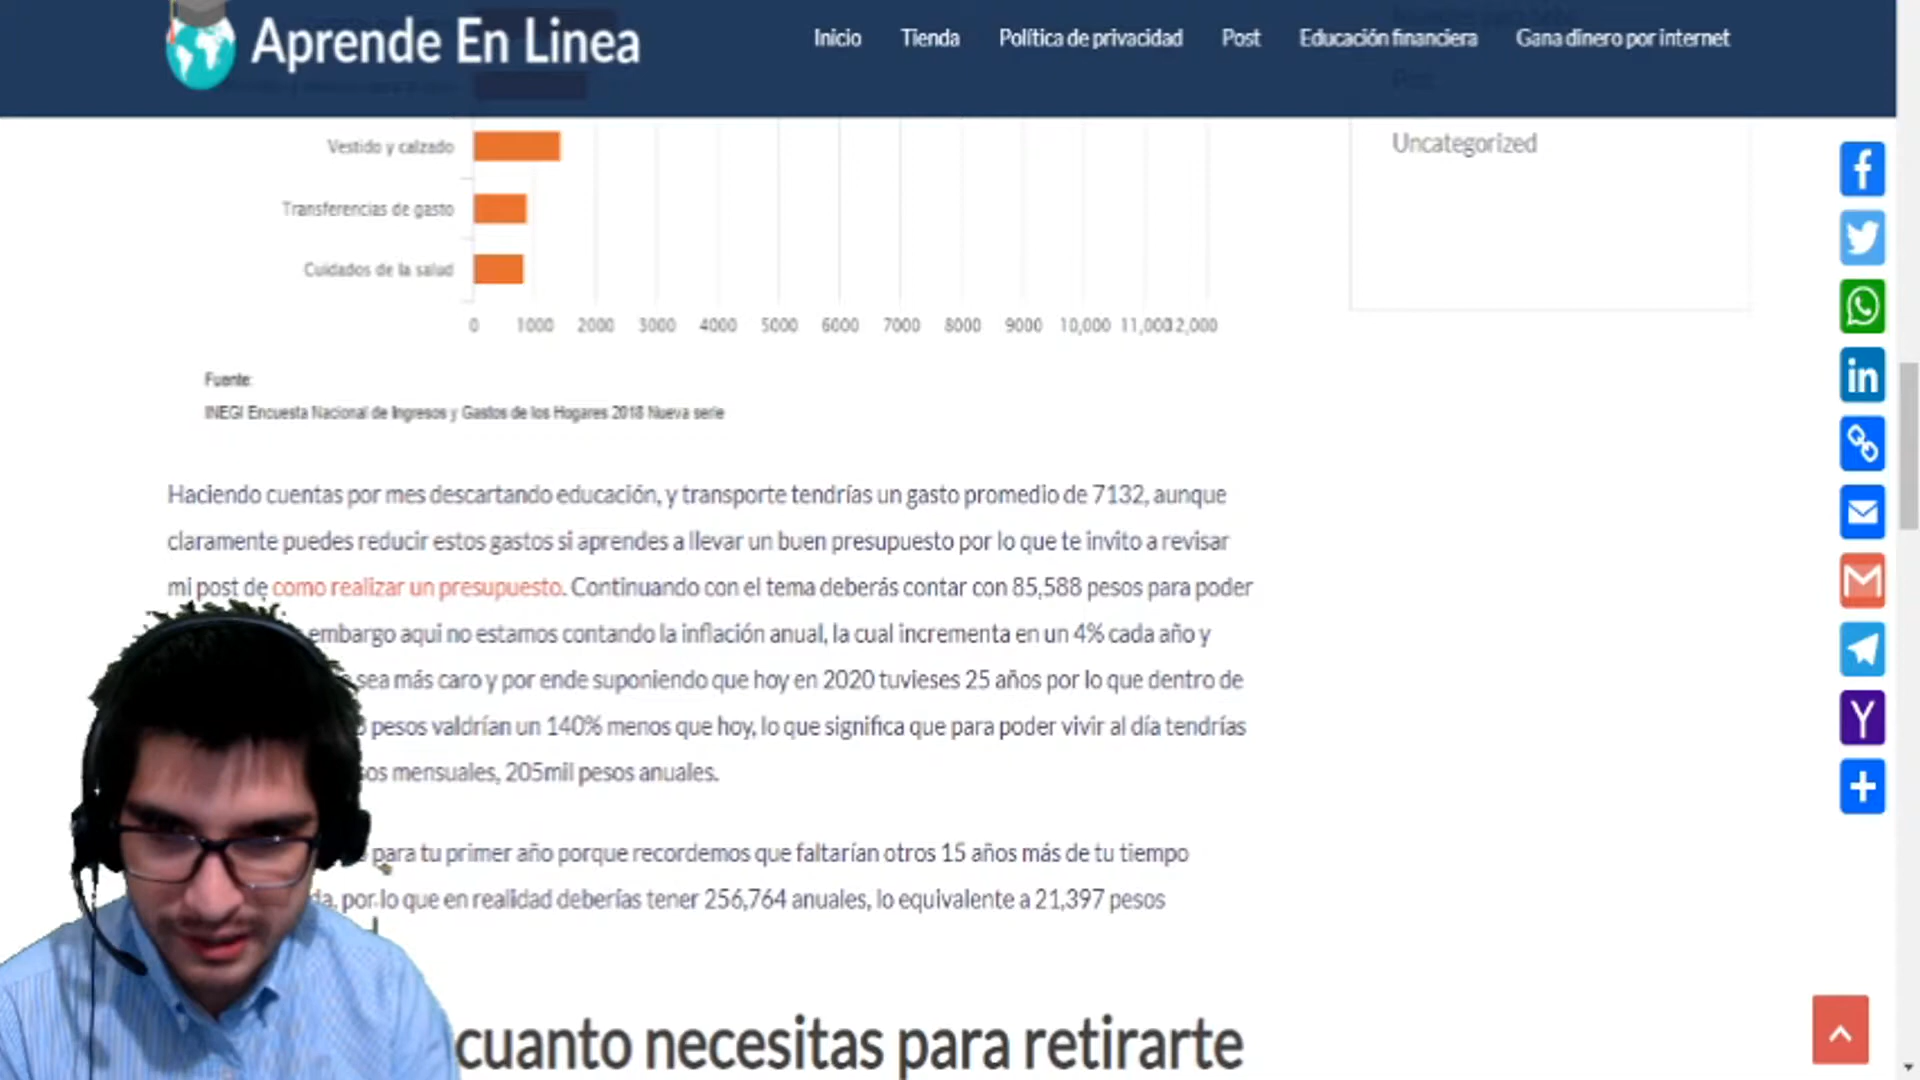 Aprende En Linea
Inicio Tienda Política de privacidad Post Educación financiera Gana dinero por internet
Vestido y calzado
Transferencias de gasto
Cuidados de la salud
0 1000 2000 3000 4000 5000 6000 7000 8000 9000 10,000 11,000 12,000
Uncategorized
Fuente:
INEGI Encuesta Nacional de Ingresos y Gastos de los Hogares 2018 Nueva serie
Haciendo cuentas por mes descartando educación, y transporte tendrías un gasto promedio de 7132, aunque
claramente puedes reducir estos gastos si aprendes a llevar un buen presupuesto por lo que te invito a revisar
mi post de como realizar un presupuesto. Continuando con el tema deberás contar con 85,588 pesos para poder
embargo aqui no estamos contando la inflación anual, la cual incrementa en un 4% cada año y
sea más caro y por ende suponiendo que hoy en 2020 tuvieses 25 años por lo que dentro de
pesos valdrían un 140% menos que hoy, lo que significa que para poder vivir al día tendrías
mensuales, 205mil pesos anuales.
para tu primer año porque recordemos que faltarían otros 15 años más de tu tiempo
por lo que en realidad deberías tener 256,764 anuales, lo equivalente a 21,397 pesos
cuanto necesitas para retirarte